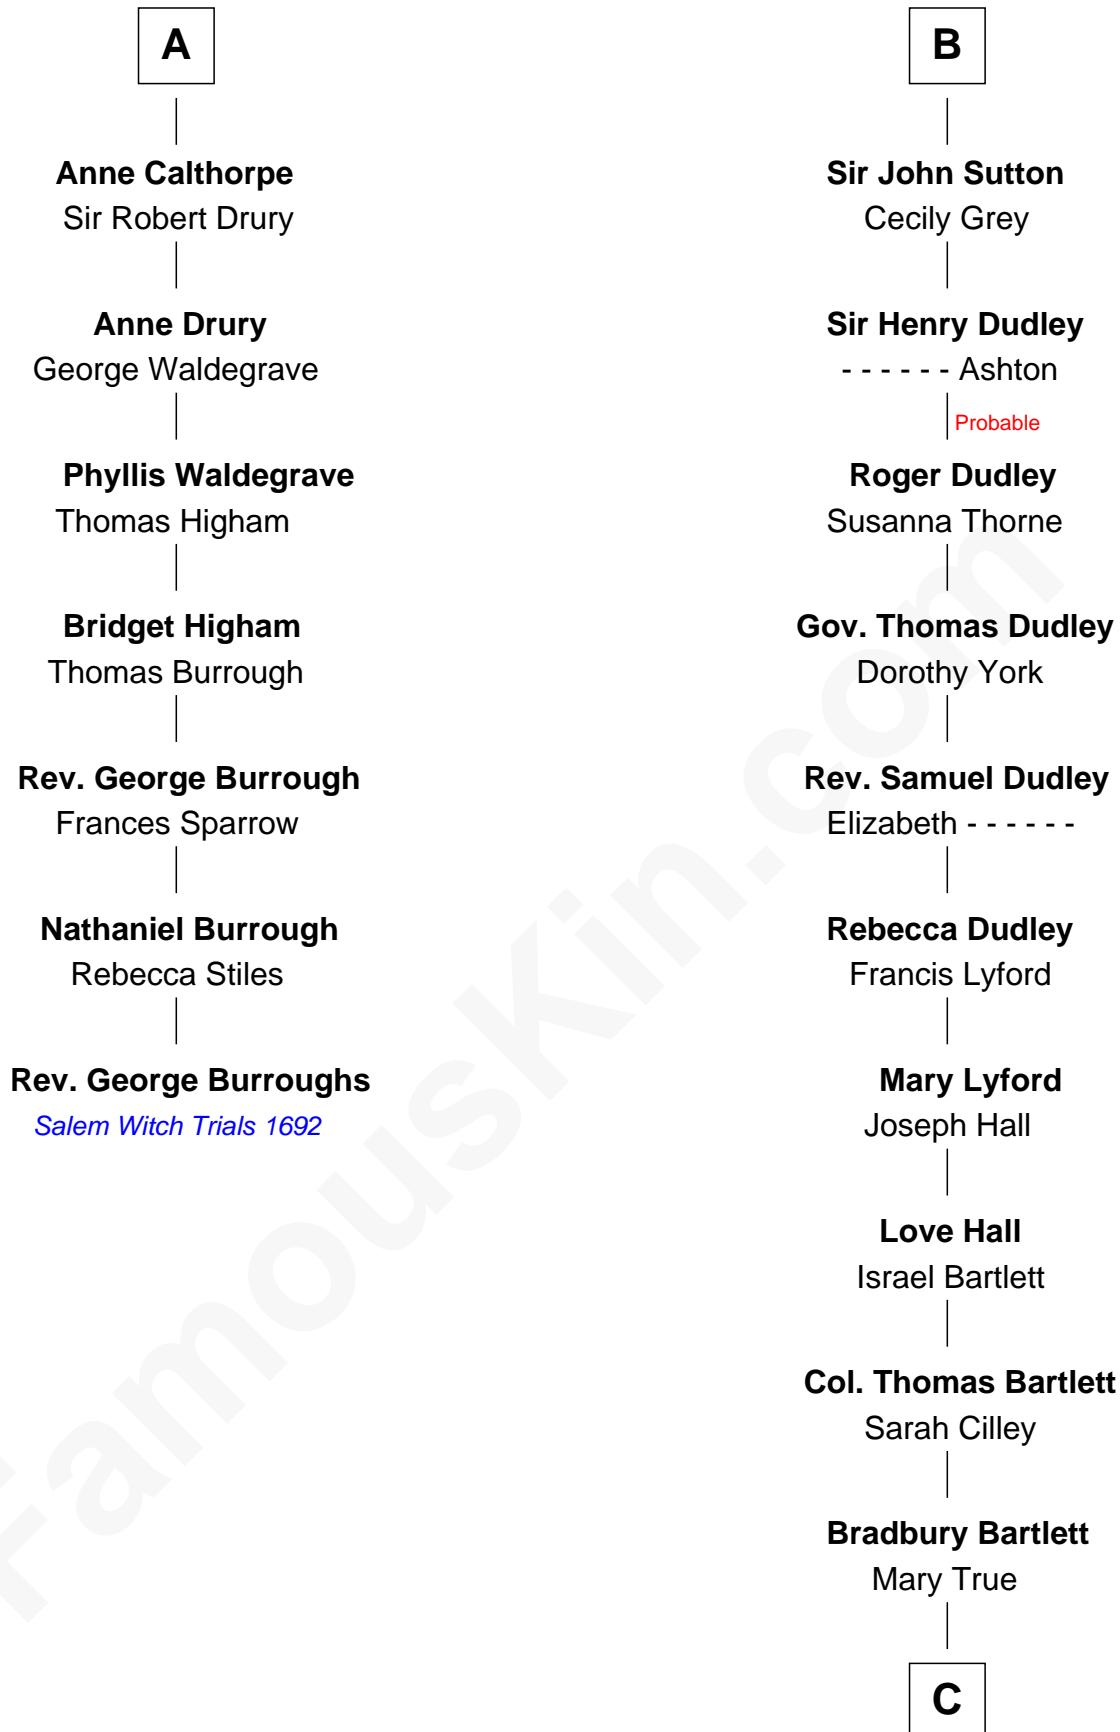 A
Anne Calthorpe
Sir Robert Drury
Anne Drury
George Waldegrave
Phyllis Waldegrave
Thomas Higham
Bridget Higham
Thomas Burrough
Rev. George Burrough
Frances Sparrow
Nathaniel Burrough
Rebecca Stiles
Rev. George Burroughs
Salem Witch Trials 1692
B
Sir John Sutton
Cecily Grey
Sir Henry Dudley
- - - - - - Ashton
Probable
Roger Dudley
Susanna Thorne
Gov. Thomas Dudley
Dorothy York
Rev. Samuel Dudley
Elizabeth - - - - - -
Rebecca Dudley
Francis Lyford
Mary Lyford
Joseph Hall
Love Hall
Israel Bartlett
Col. Thomas Bartlett
Sarah Cilley
Bradbury Bartlett
Mary True
C
FamousKin.com